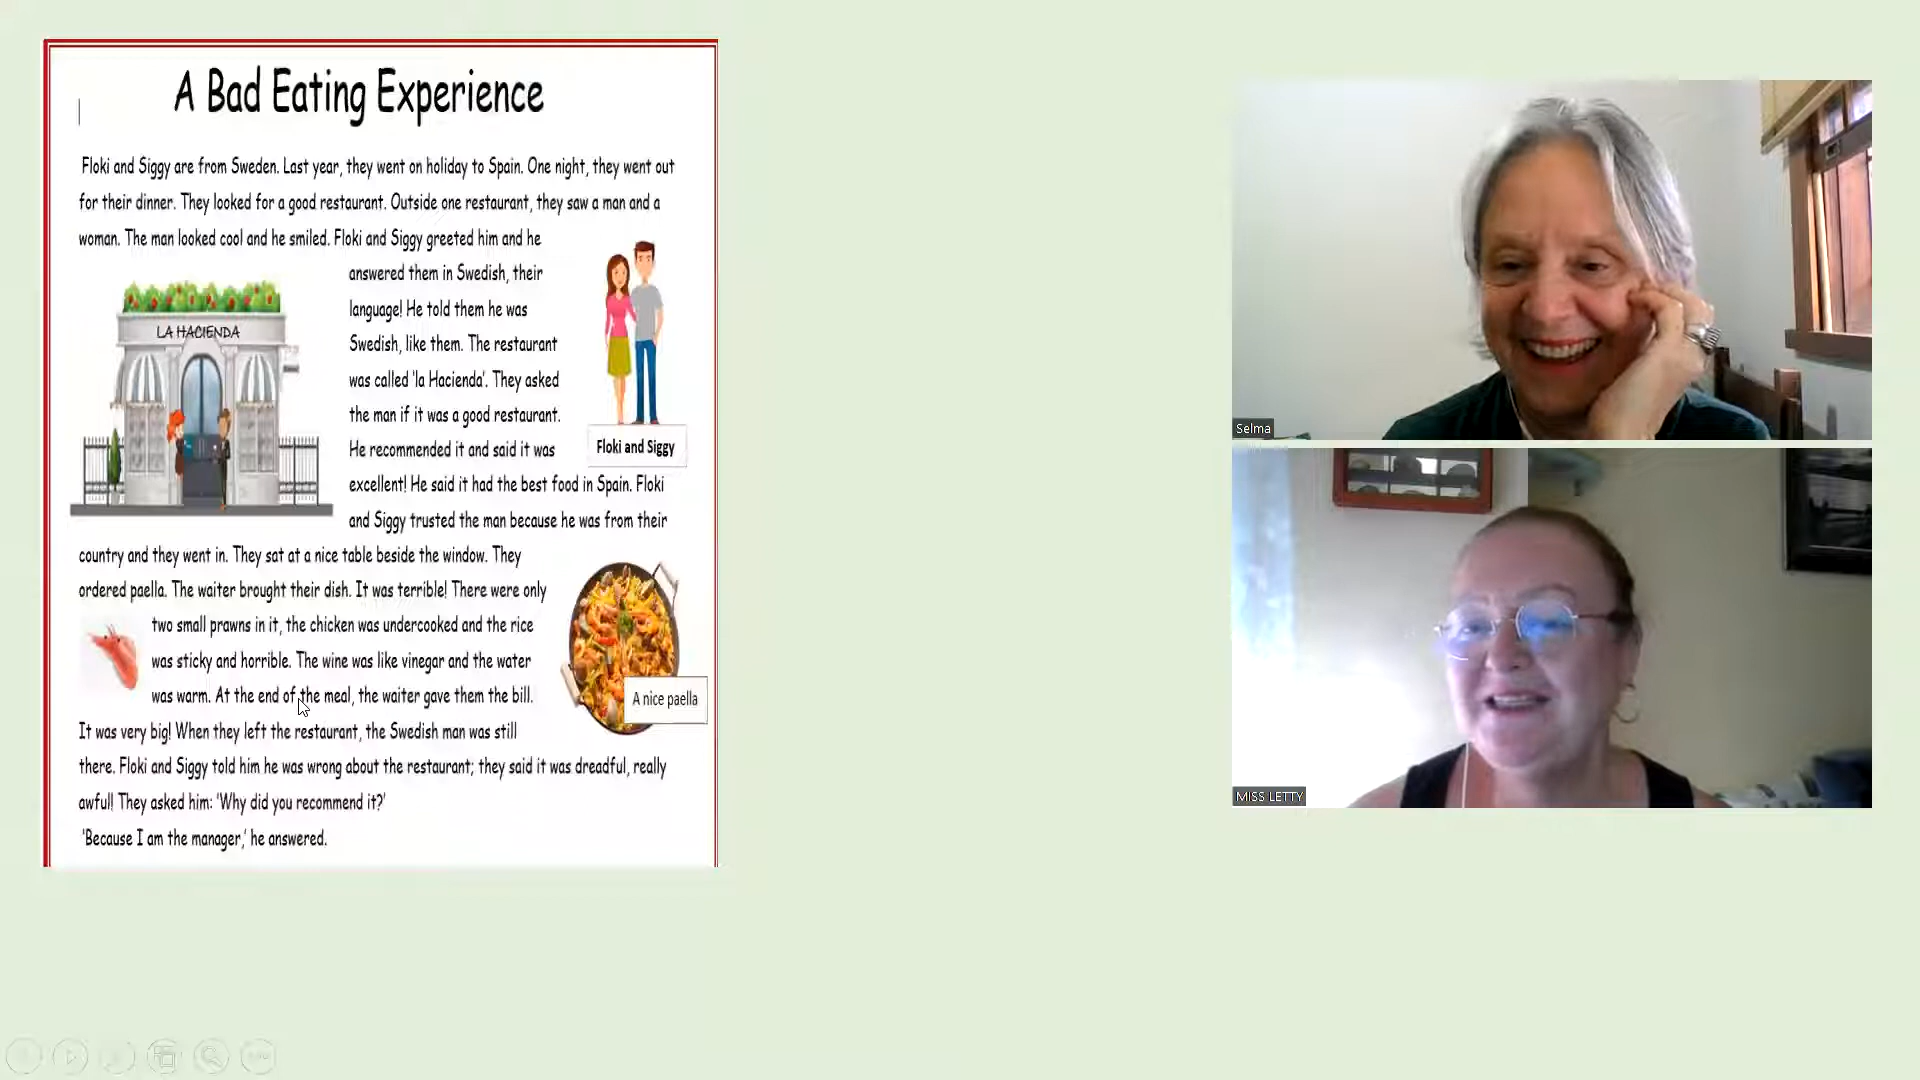 A Bad Eating Experience
Floki and Siggy are from Sweden. Last year, they went on holiday to Spain. One night, they went out
for their dinner. They looked for a good restaurant. Outside one restaurant, they saw a man and a
woman. The man looked cool and he smiled. Floki and Siggy greeted him and he
answered them in Swedish, their
language! He told them he was
Swedish, like them. The restaurant
was called 'la Hacienda'. They asked
the man if it was a good restaurant.
He recommended it and said it was
excellent! He said it had the best food in Spain. Floki
and Siggy trusted the man because he was from their
country and they went in. They sat at a nice table beside the window. They
ordered paella. The waiter brought their dish. It was terrible! There were only
two small prawns in it, the chicken was undercooked and the rice
was sticky and horrible. The wine was like vinegar and the water
was warm. At the end of the meal, the waiter gave them the bill.
It was very big! When they left the restaurant, the Swedish man was still
there. Floki and Siggy told him he was wrong about the restaurant; they said it was dreadful, really
awful! They asked him: 'Why did you recommend it?'
'Because I am the manager,' he answered.
LA HACIENDA
Floki and Siggy
A nice paella
Selma
MISS LETTY